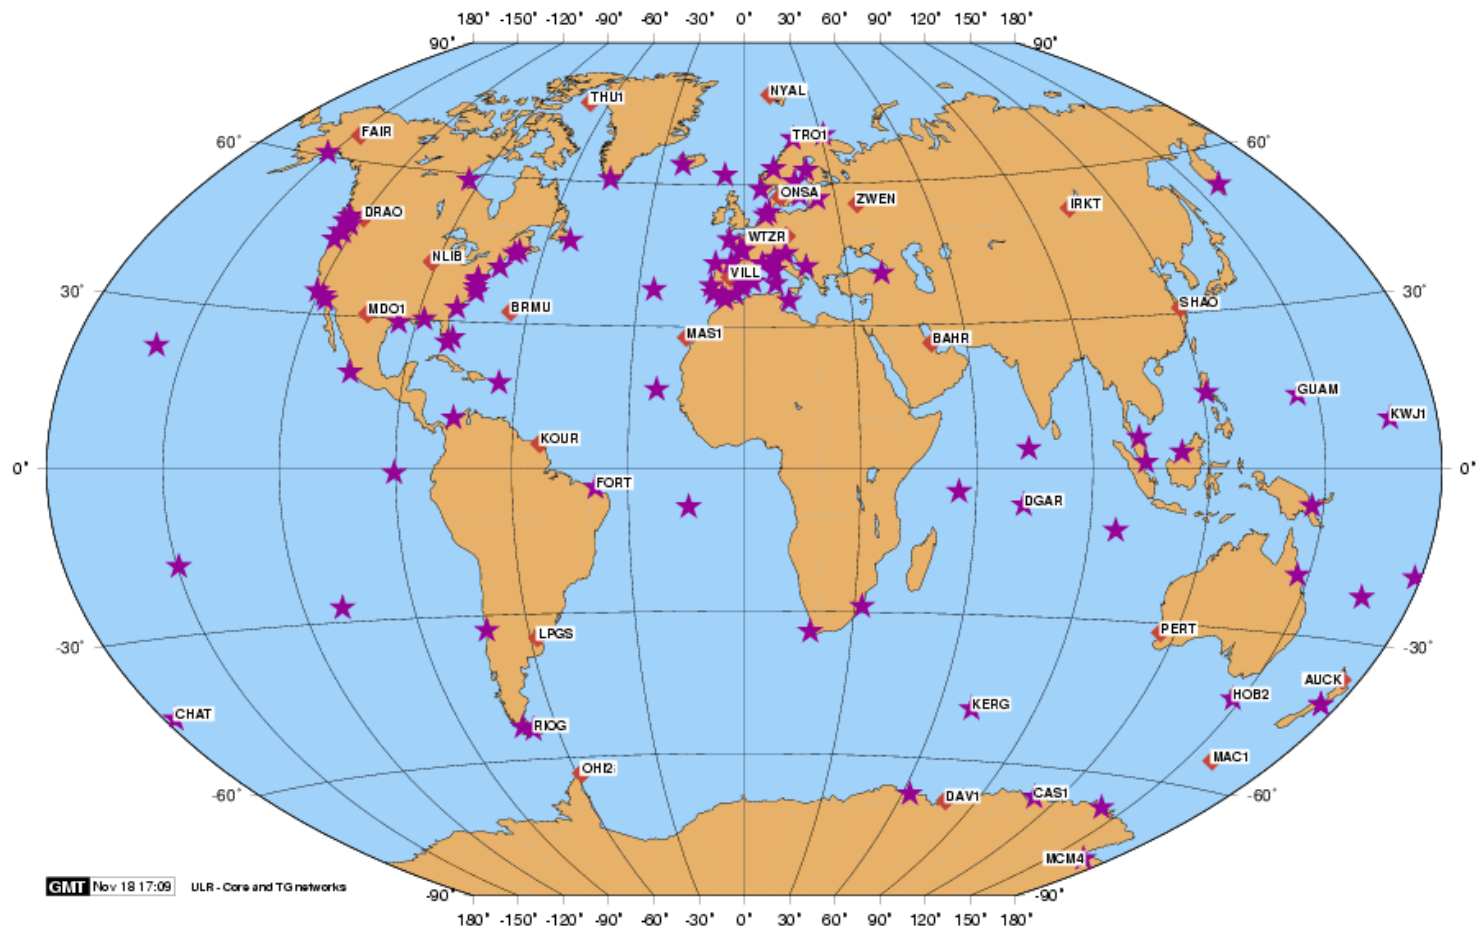 180° -150° -120° -90° -60° -30° 0° 30° 60° 90° 120° 150° 180°
90° 90°
NYAL
THU1
FAIR
TRO1
60° 60°
ONSA
ZWEN
IRKT
DRAO
WTZR
NLIB
VILL
30° 30°
SHAO
MDO1
BRMU
MAS1
BAHR
GUAM
KWJ1
KOUR
0° 0°
FORT
DGAR
PERT
LPGS
-30° -30°
AUCK
HOB2
KERG
CHAT
RIOG
MAC1
OHI2
-60° -60°
CAS1
DAV1
MCM4
GMT Nov 18 17:09 ULR - Core and TG networks
-90° -90°
180° -150° -120° -90° -60° -30° 0° 30° 60° 90° 120° 150° 180°